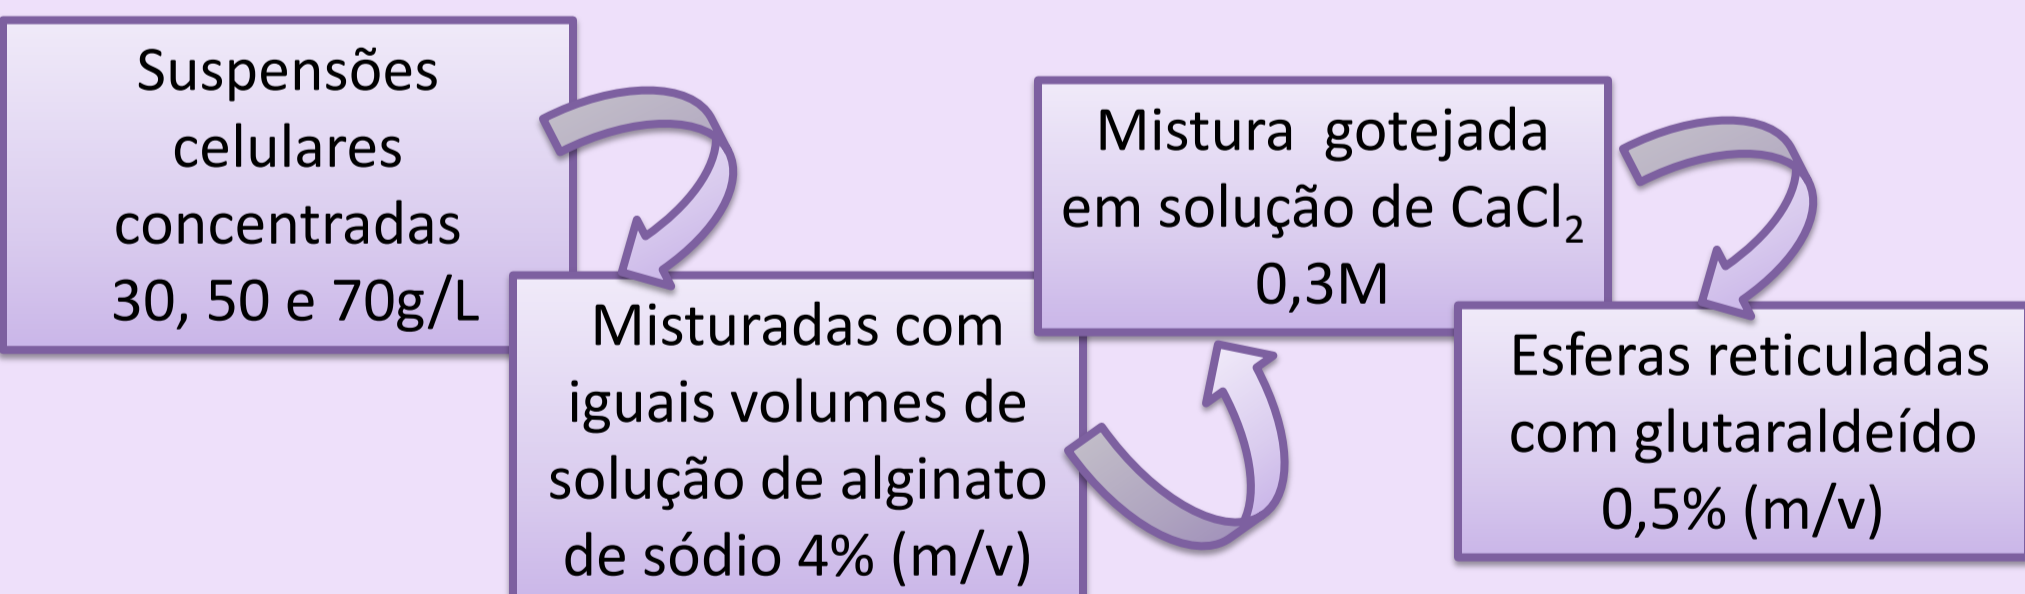 Suspensões
celulares
concentradas
30, 50 e 70g/L
Misturadas com
iguais volumes de
solução de alginato
de sódio 4% (m/v)
Mistura gotejada
em solução de CaCl₂
0,3M
Esferas reticuladas
com glutaraldeído
0,5% (m/v)